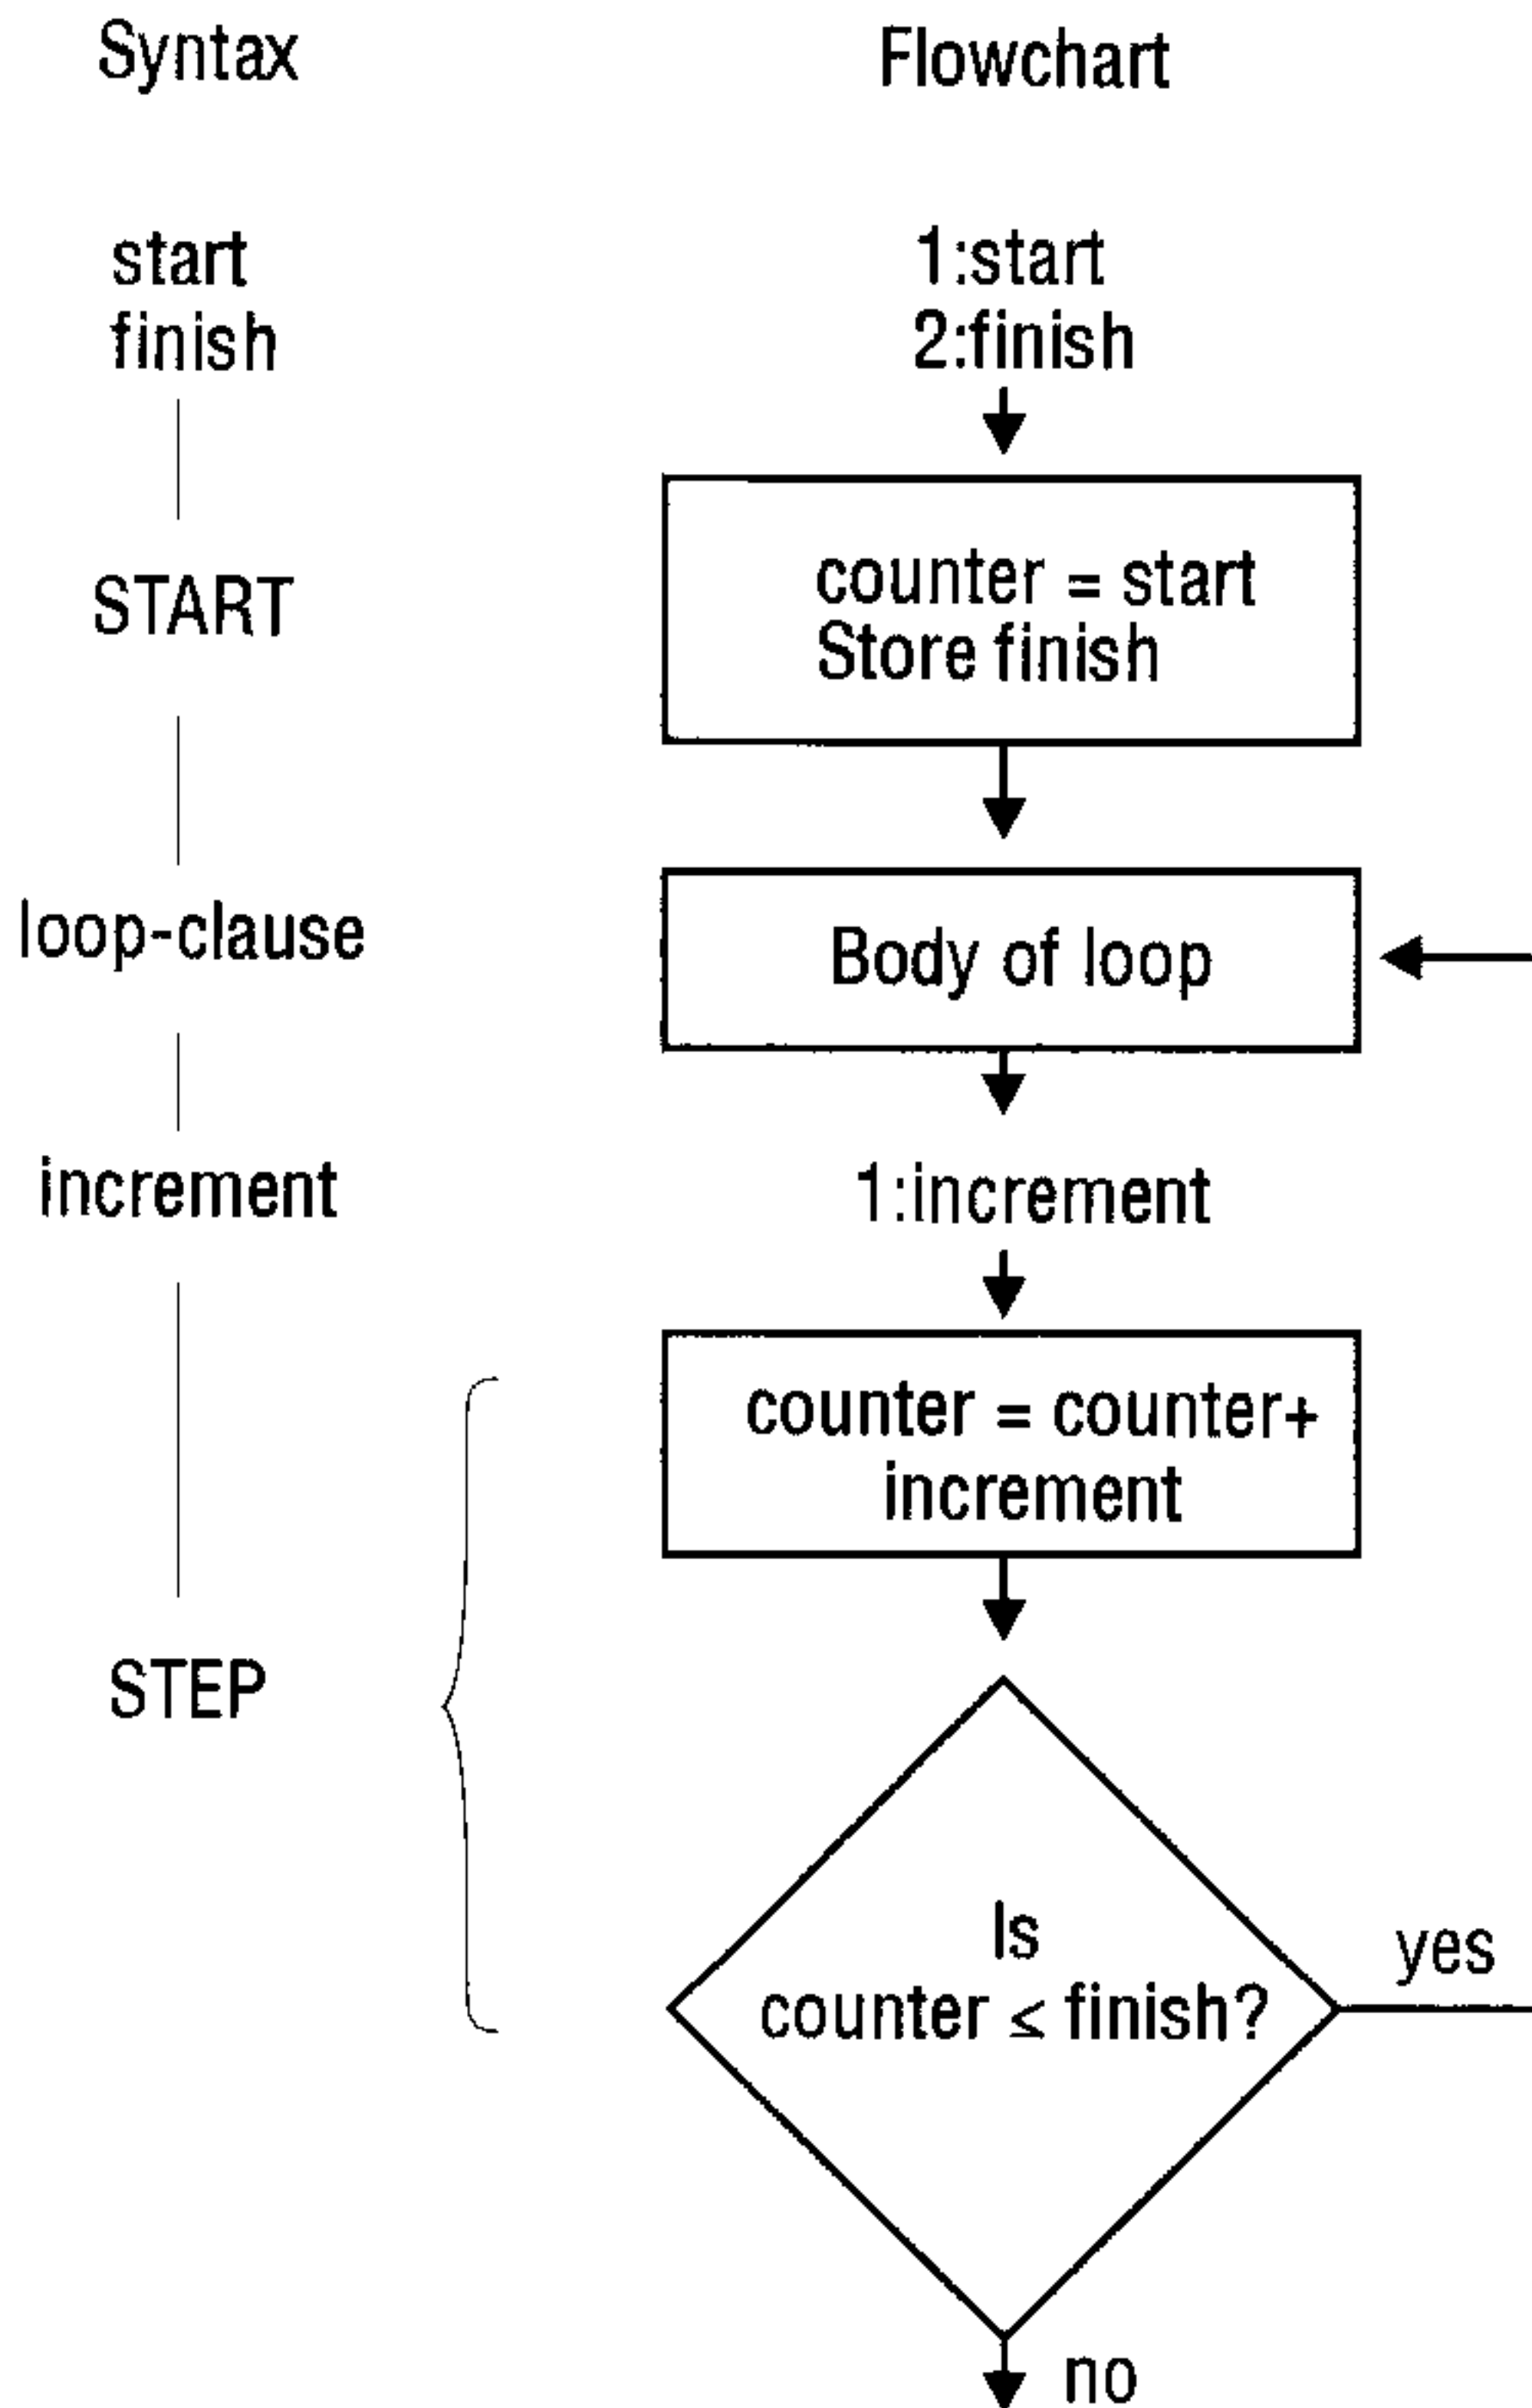 Syntax
Flowchart
start
finish
1:start
2:finish
START
counter = start
Store finish
loop-clause
Body of loop
increment
1:increment
counter = counter+
increment
STEP
Is
counter ≤ finish?
yes
no